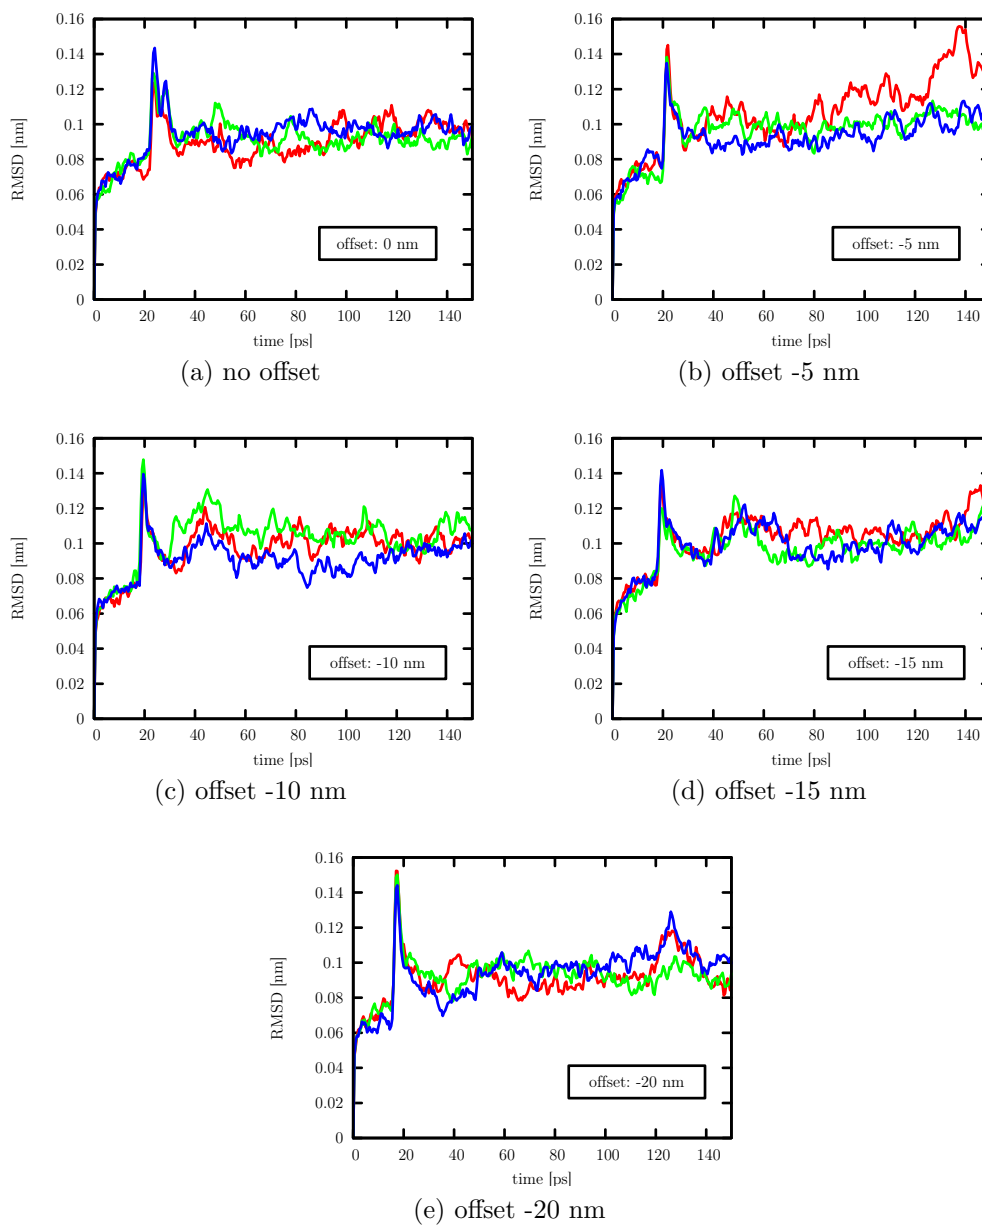 0.16
0.14
0.12
0.1
0.08
0.06
0.04
0.02
0
RMSD [nm]
offset: 0 nm
0 20 40 60 80 100 120 140
time [ps]
(a) no offset
0.16
0.14
0.12
0.1
0.08
0.06
0.04
0.02
0
RMSD [nm]
offset: -5 nm
0 20 40 60 80 100 120 140
time [ps]
(b) offset -5 nm
0.16
0.14
0.12
0.1
0.08
0.06
0.04
0.02
0
RMSD [nm]
offset: -10 nm
0 20 40 60 80 100 120 140
time [ps]
(c) offset -10 nm
0.16
0.14
0.12
0.1
0.08
0.06
0.04
0.02
0
RMSD [nm]
offset: -15 nm
0 20 40 60 80 100 120 140
time [ps]
(d) offset -15 nm
0.16
0.14
0.12
0.1
0.08
0.06
0.04
0.02
0
RMSD [nm]
offset: -20 nm
0 20 40 60 80 100 120 140
time [ps]
(e) offset -20 nm